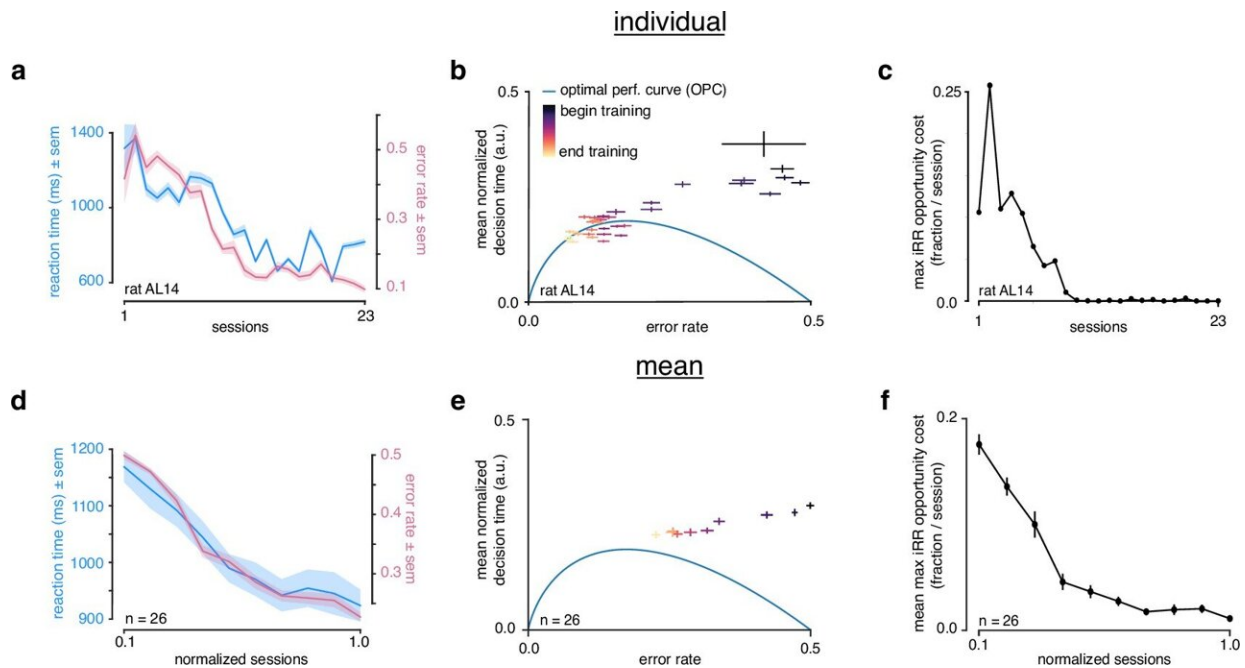 individual
a
reaction time (ms) ± sem
1400
1000
600
0.5
0.3
0.1
error rate ± sem
1
23
sessions
b
mean normalized
decision time (a.u.)
0.5
0.0
optimal perf. curve (OPC)
begin training
end training
rat AL14
0.0
0.5
error rate
c
max iRR opportunity cost
(fraction / session)
0.25
0.0
rat AL14
1
23
sessions
mean
d
reaction time (ms) ± sem
1200
1100
1000
900
0.5
0.3
error rate ± sem
n = 26
0.1
1.0
normalized sessions
e
mean normalized
decision time (a.u.)
0.5
0.0
n = 26
0.0
0.5
error rate
f
mean max iRR opportunity cost
(fraction / session)
0.2
0.0
n = 26
0.1
1.0
normalized sessions